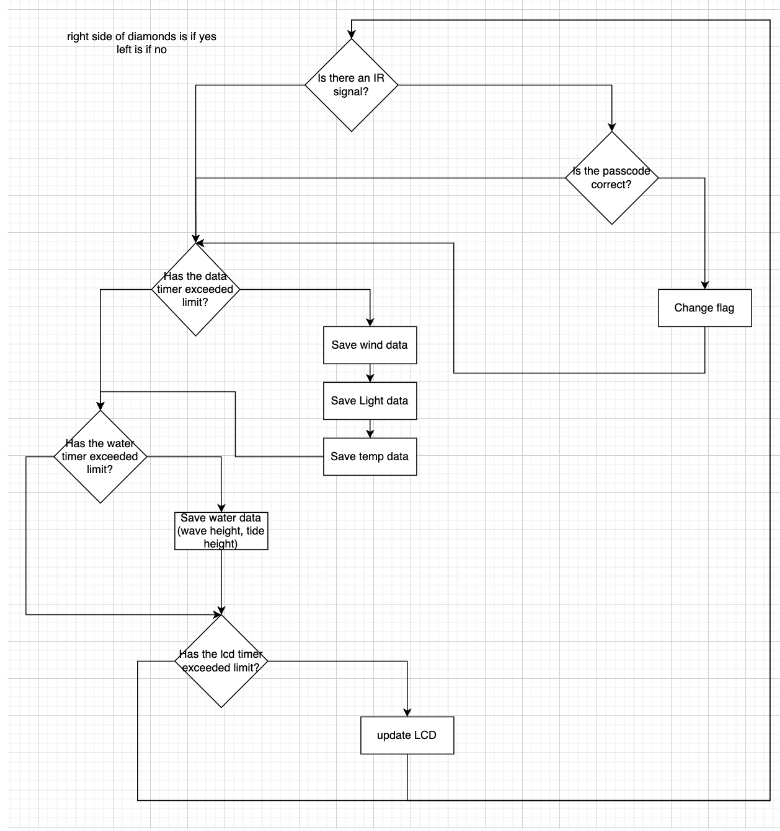 right side of diamonds is if yes
left is if no
Is there an IR
signal?
Is the passcode
correct?
Has the data
timer exceeded
limit?
Change flag
Save wind data
Save Light data
Save temp data
Has the water
timer exceeded
limit?
Save water data
(wave height, tide
height)
Has the lcd timer
exceeded limit?
update LCD